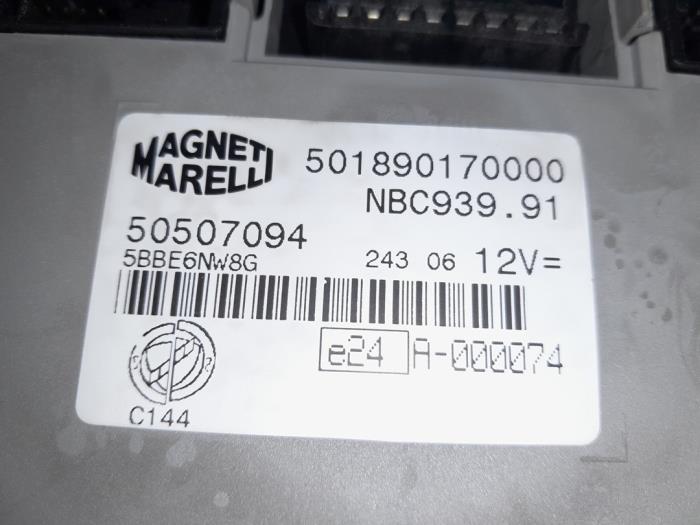 MAGNETI
MARELLI
501890170000
NBC939.91
50507094
5BBE6NW8G
243 06 12V=
e24 A-000074
C144